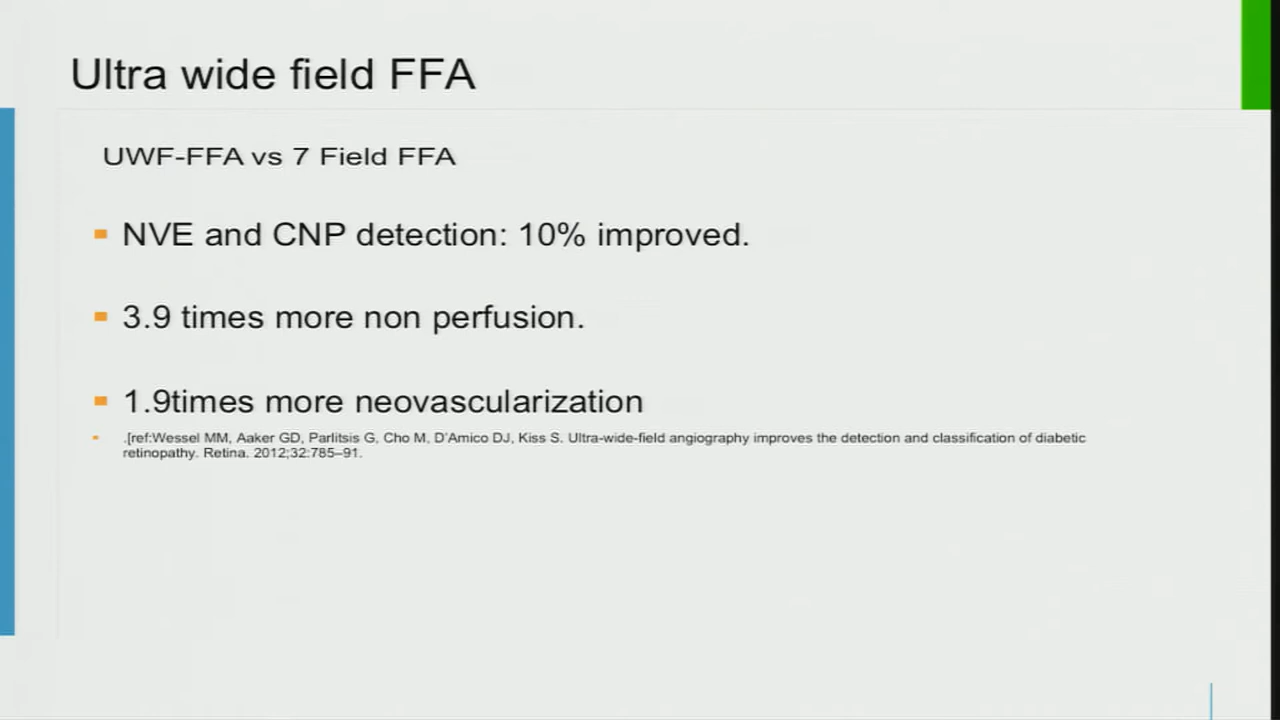 Ultra wide field FFA
UWF-FFA vs 7 Field FFA
NVE and CNP detection: 10% improved.
3.9 times more non perfusion.
1.9times more neovascularization
.[ref:Wessel MM, Aaker GD, Parlitsis G, Cho M, D'Amico DJ, Kiss S. Ultra-wide-field angiography improves the detection and classification of diabetic
retinopathy. Retina. 2012;32:785–91.